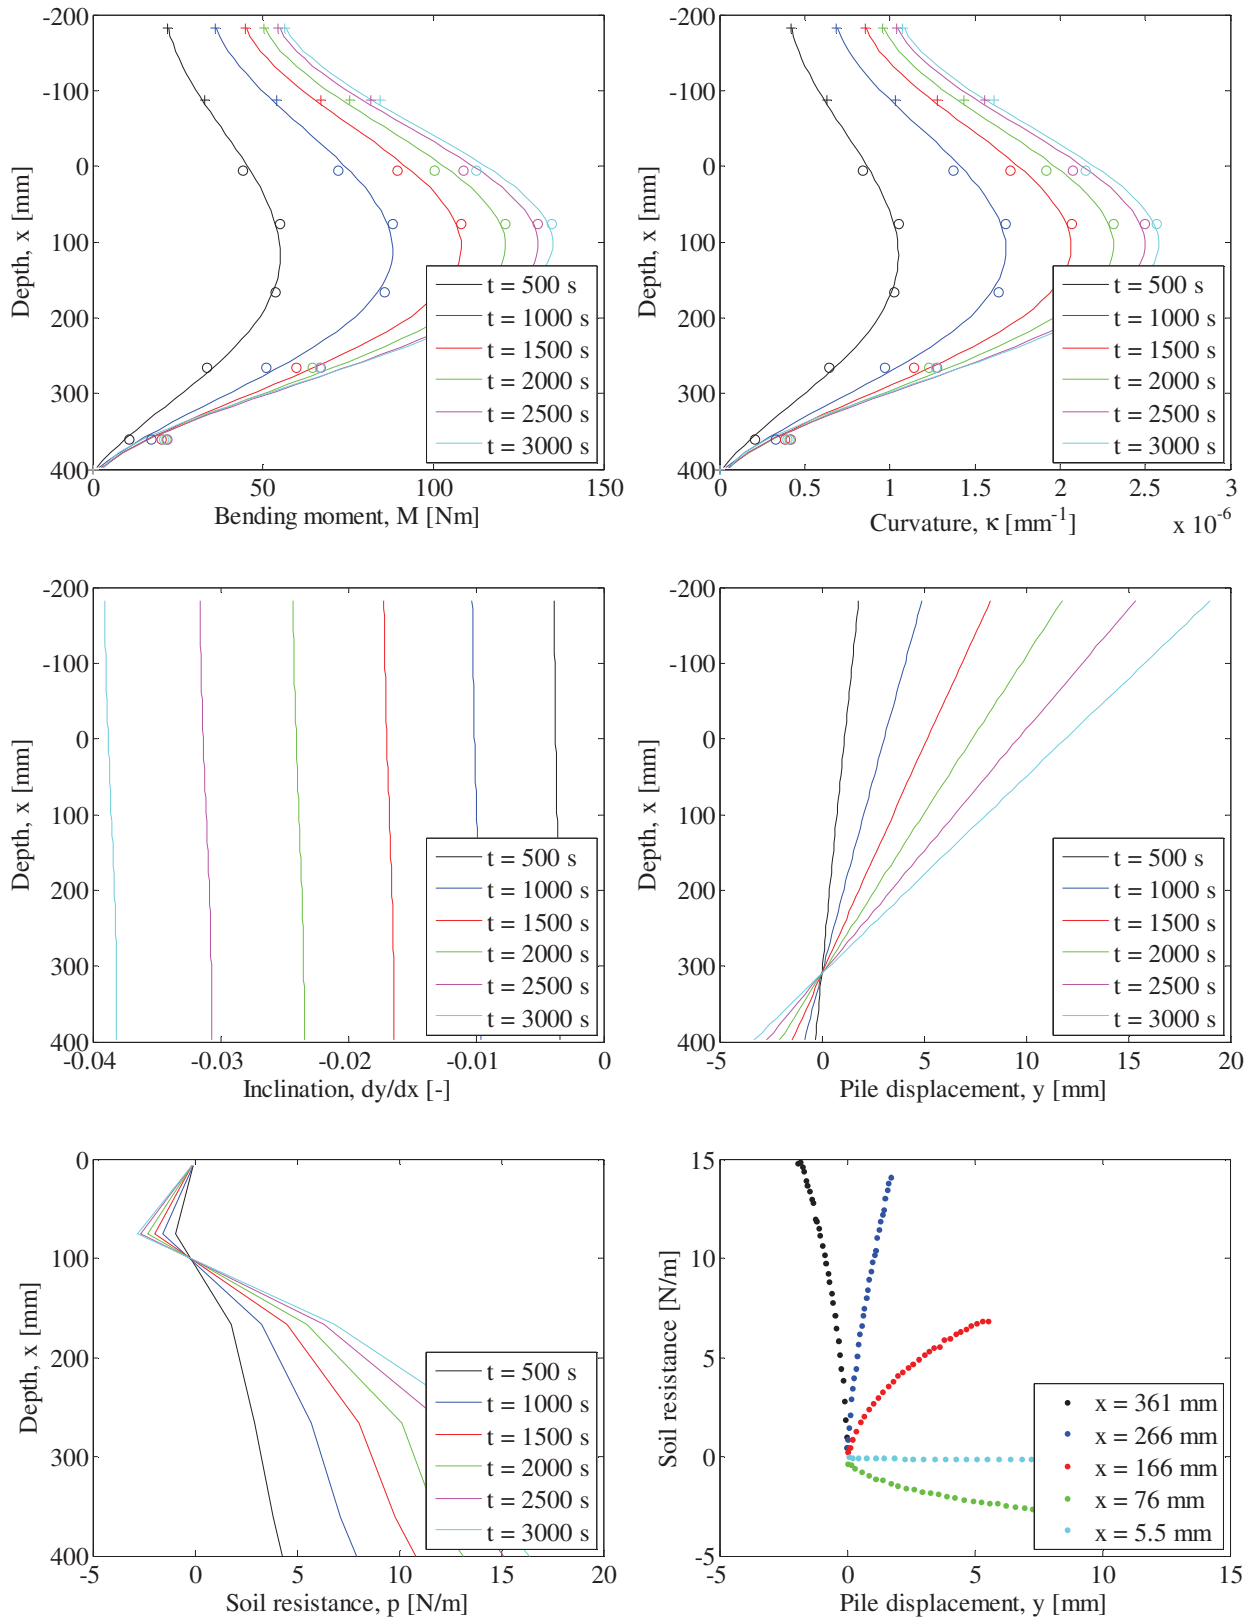 -200
-100
0
100
200
300
400
Depth, x [mm]
t = 500 s
t = 1000 s
t = 1500 s
t = 2000 s
t = 2500 s
t = 3000 s
0 50 100 150
Bending moment, M [Nm]
-200
-100
0
100
200
300
400
Depth, x [mm]
t = 500 s
t = 1000 s
t = 1500 s
t = 2000 s
t = 2500 s
t = 3000 s
0 0.5 1 1.5 2 2.5 3
Curvature, κ [mm⁻¹]
x 10⁻⁶
-200
-100
0
100
200
300
400
Depth, x [mm]
t = 500 s
t = 1000 s
t = 1500 s
t = 2000 s
t = 2500 s
t = 3000 s
-0.04 -0.03 -0.02 -0.01 0
Inclination, dy/dx [-]
-200
-100
0
100
200
300
400
Depth, x [mm]
t = 500 s
t = 1000 s
t = 1500 s
t = 2000 s
t = 2500 s
t = 3000 s
-5 0 5 10 15 20
Pile displacement, y [mm]
0
100
200
300
400
Depth, x [mm]
t = 500 s
t = 1000 s
t = 1500 s
t = 2000 s
t = 2500 s
t = 3000 s
-5 0 5 10 15 20
Soil resistance, p [N/m]
15
10
5
0
-5
Soil resistance [N/m]
x = 361 mm
x = 266 mm
x = 166 mm
x = 76 mm
x = 5.5 mm
-5 0 5 10 15
Pile displacement, y [mm]